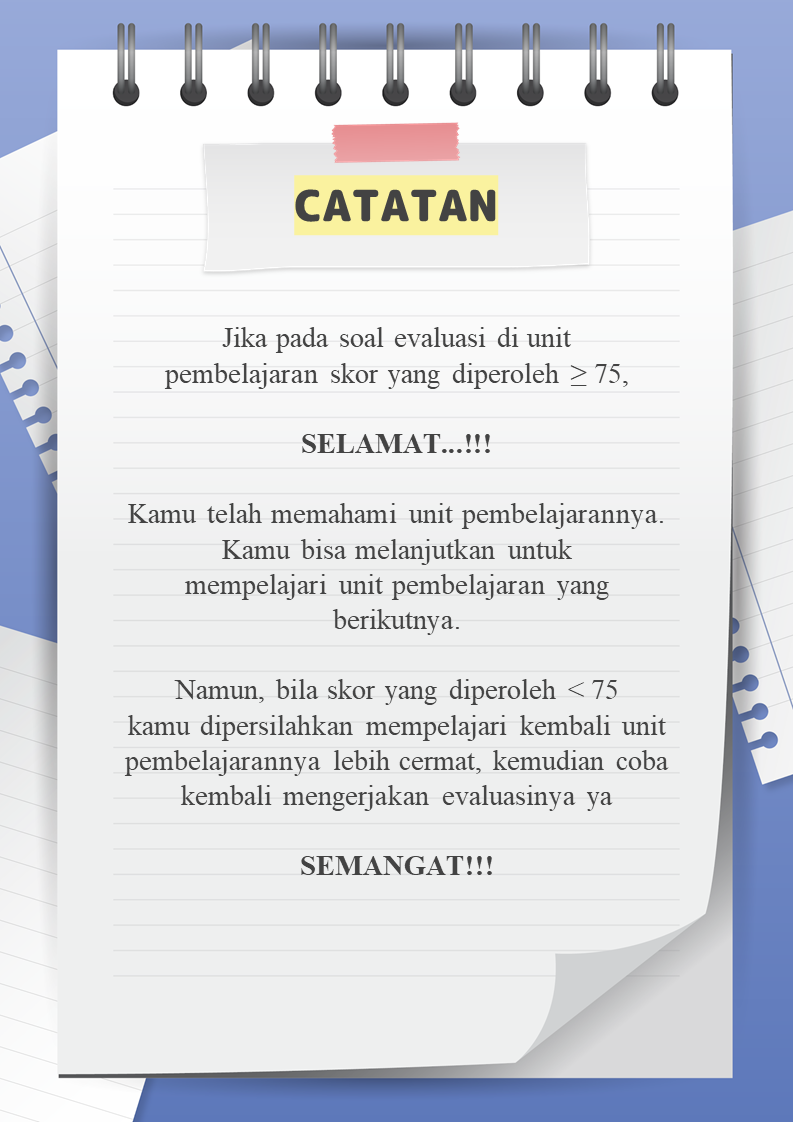 CATATAN
Jika pada soal evaluasi di unit
pembelajaran skor yang diperoleh ≥ 75,
SELAMAT...!!!
Kamu telah memahami unit pembelajarannya.
Kamu bisa melanjutkan untuk
mempelajari unit pembelajaran yang
berikutnya.
Namun, bila skor yang diperoleh < 75
kamu dipersilahkan mempelajari kembali unit
pembelajarannya lebih cermat, kemudian coba
kembali mengerjakan evaluasinya ya
SEMANGAT!!!